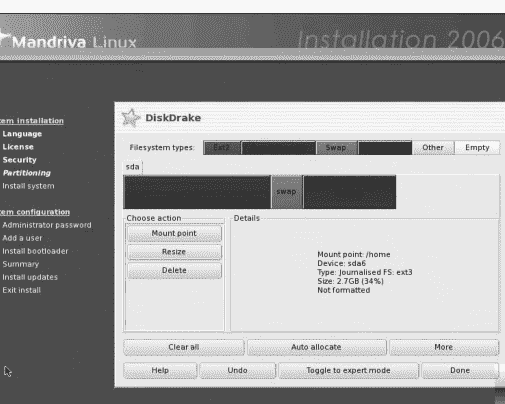 Mandriva Linux
Installation 2006
DiskDrake
tem installation
Language
License
Security
Partitioning
Install system
tem configuration
Administrator password
Add a user
Install bootloader
Summary
Install updates
Exit install
Filesystem types:
Ext3
Swap
Other
Empty
sda
swap
Choose action
Mount point
Resize
Delete
Details
Mount point: /home
Device: sda6
Type: Journalised FS: ext3
Size: 2.7GB (34%)
Not formatted
Clear all
Auto allocate
More
Help
Undo
Toggle to expert mode
Done